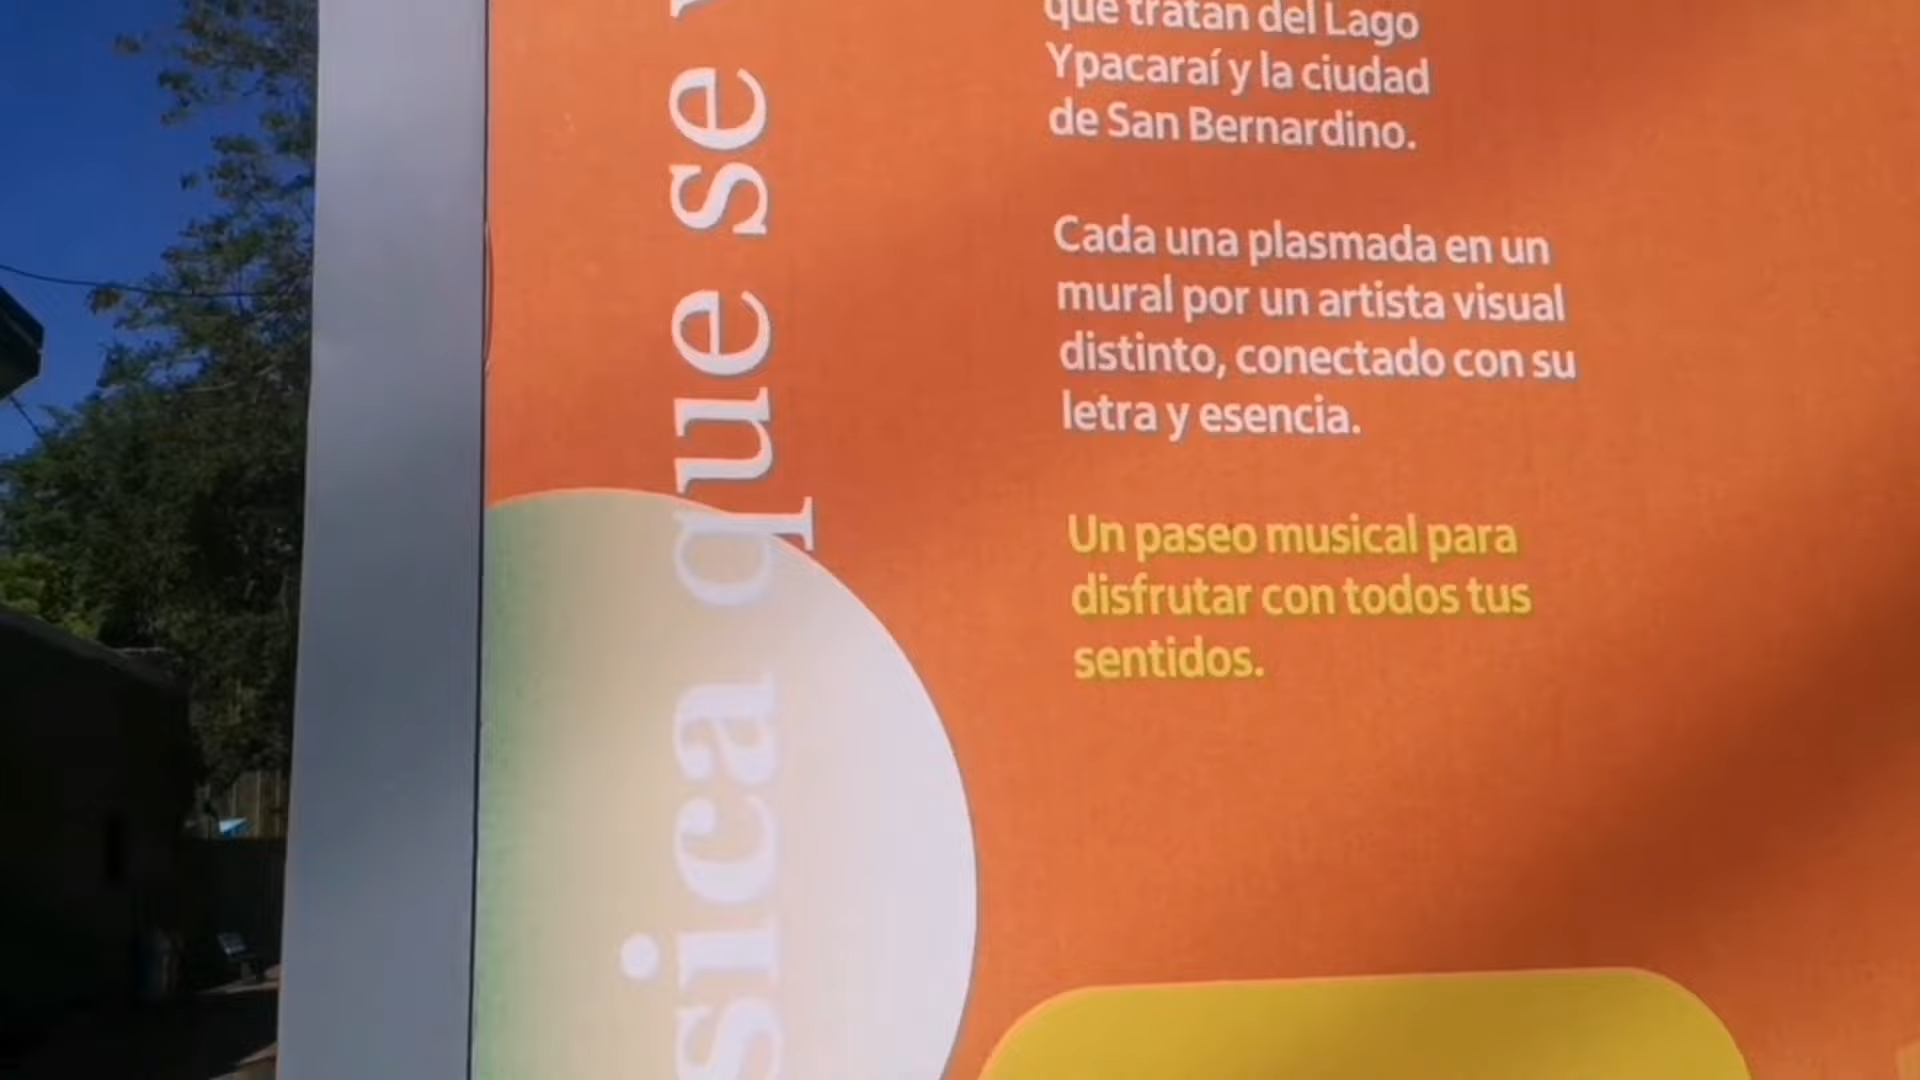 sica que se
que tratan del Lago
Ypacaraí y la ciudad
de San Bernardino.
Cada una plasmada en un
mural por un artista visual
distinto, conectado con su
letra y esencia.
Un paseo musical para
disfrutar con todos tus
sentidos.